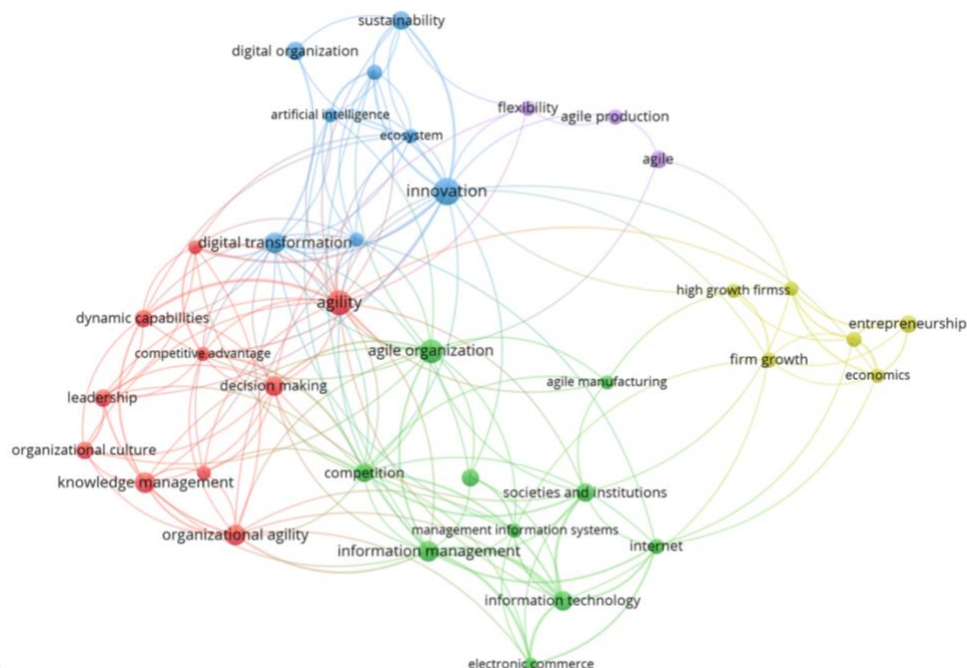 sustainability
digital organization
artificial intelligence
ecosystem
flexibility
agile production
agile
innovation
digital transformation
agility
high growth firmss
dynamic capabilities
entrepreneurship
competitive advantage
agile organization
firm growth
decision making
agile manufacturing
economics
leadership
organizational culture
competition
knowledge management
societies and institutions
management information systems
organizational agility
information management
internet
information technology
electronic commerce